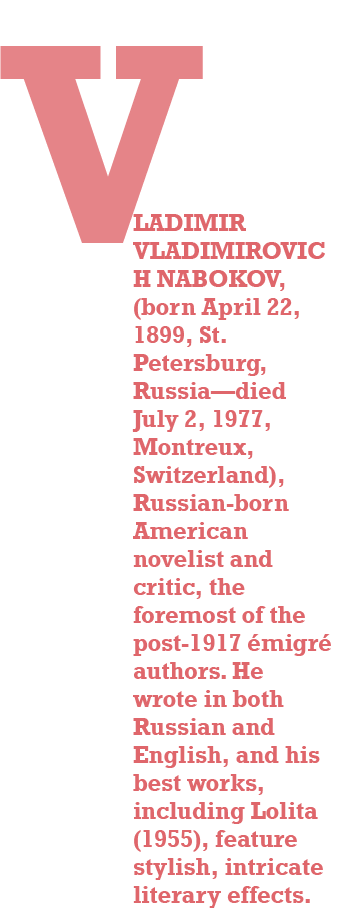 V
LADIMIR
VLADIMIROVIC
H NABOKOV,
(born April 22,
1899, St.
Petersburg,
Russia—died
July 2, 1977,
Montreux,
Switzerland),
Russian-born
American
novelist and
critic, the
foremost of the
post-1917 émigré
authors. He
wrote in both
Russian and
English, and his
best works,
including Lolita
(1955), feature
stylish, intricate
literary effects.